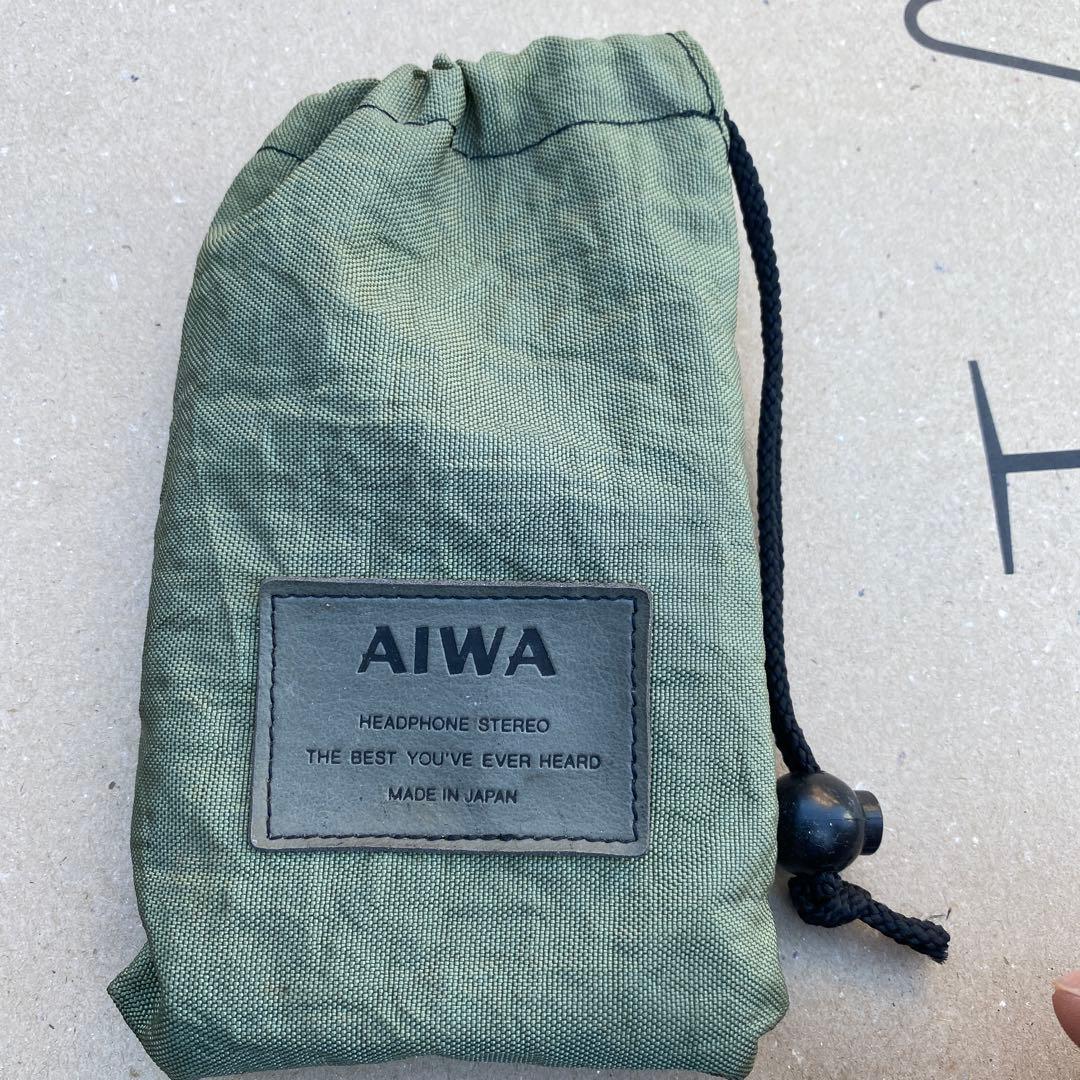 AIWA
HEADPHONE STEREO
THE BEST YOU'VE EVER HEARD
MADE IN JAPAN
H